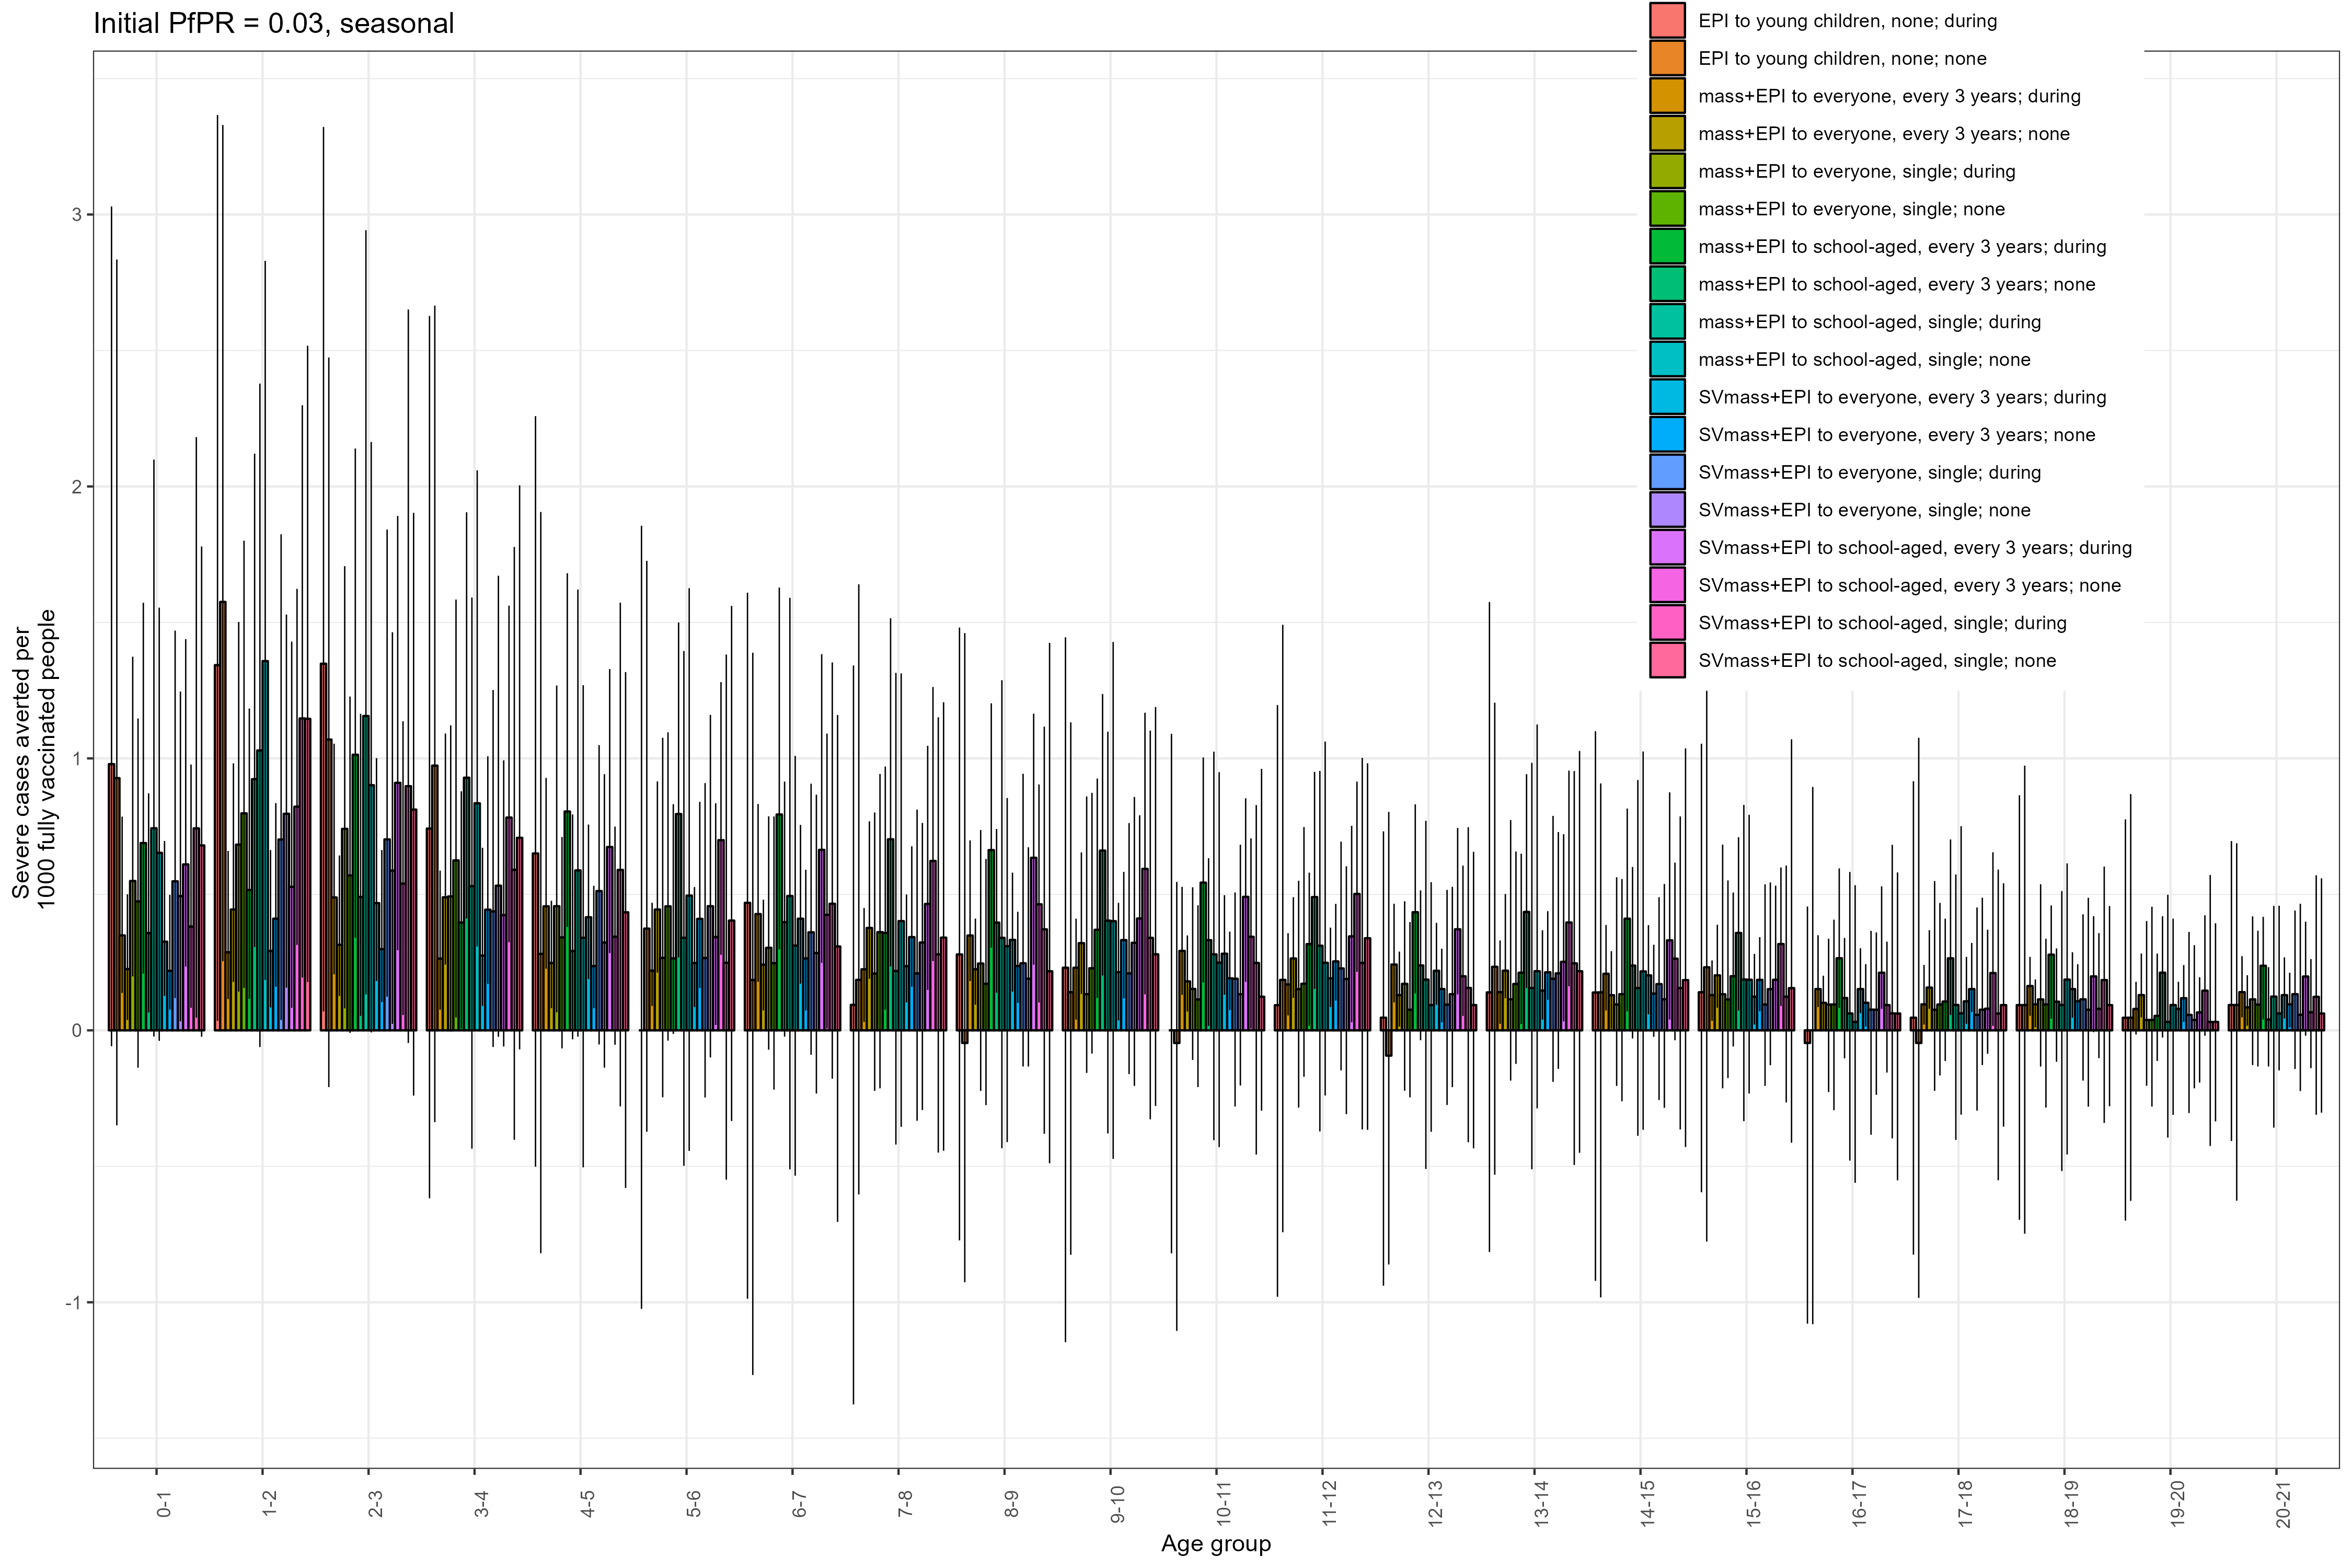 Initial PfPR = 0.03, seasonal
EPI to young children, none; during
EPI to young children, none; none
mass+EPI to everyone, every 3 years; during
mass+EPI to everyone, every 3 years; none
mass+EPI to everyone, single; during
mass+EPI to everyone, single; none
mass+EPI to school-aged, every 3 years; during
mass+EPI to school-aged, every 3 years; none
mass+EPI to school-aged, single; during
mass+EPI to school-aged, single; none
SVmass+EPI to everyone, every 3 years; during
SVmass+EPI to everyone, every 3 years; none
SVmass+EPI to everyone, single; during
SVmass+EPI to everyone, single; none
SVmass+EPI to school-aged, every 3 years; during
SVmass+EPI to school-aged, every 3 years; none
SVmass+EPI to school-aged, single; during
SVmass+EPI to school-aged, single; none
Severe cases averted per
1000 fully vaccinated people
3
2
1
0
-1
0-1
1-2
2-3
3-4
4-5
5-6
6-7
7-8
8-9
9-10
10-11
11-12
12-13
13-14
14-15
15-16
16-17
17-18
18-19
19-20
20-21
Age group